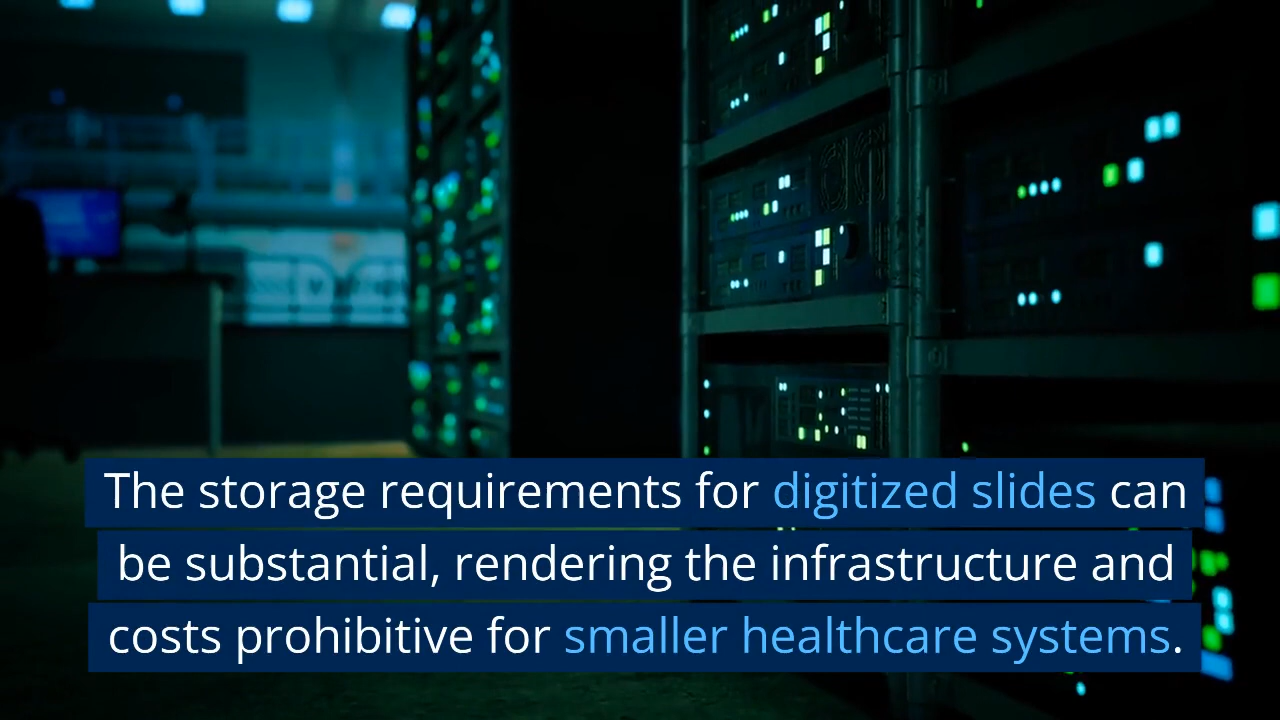 The storage requirements for digitized slides can
be substantial, rendering the infrastructure and
costs prohibitive for smaller healthcare systems.